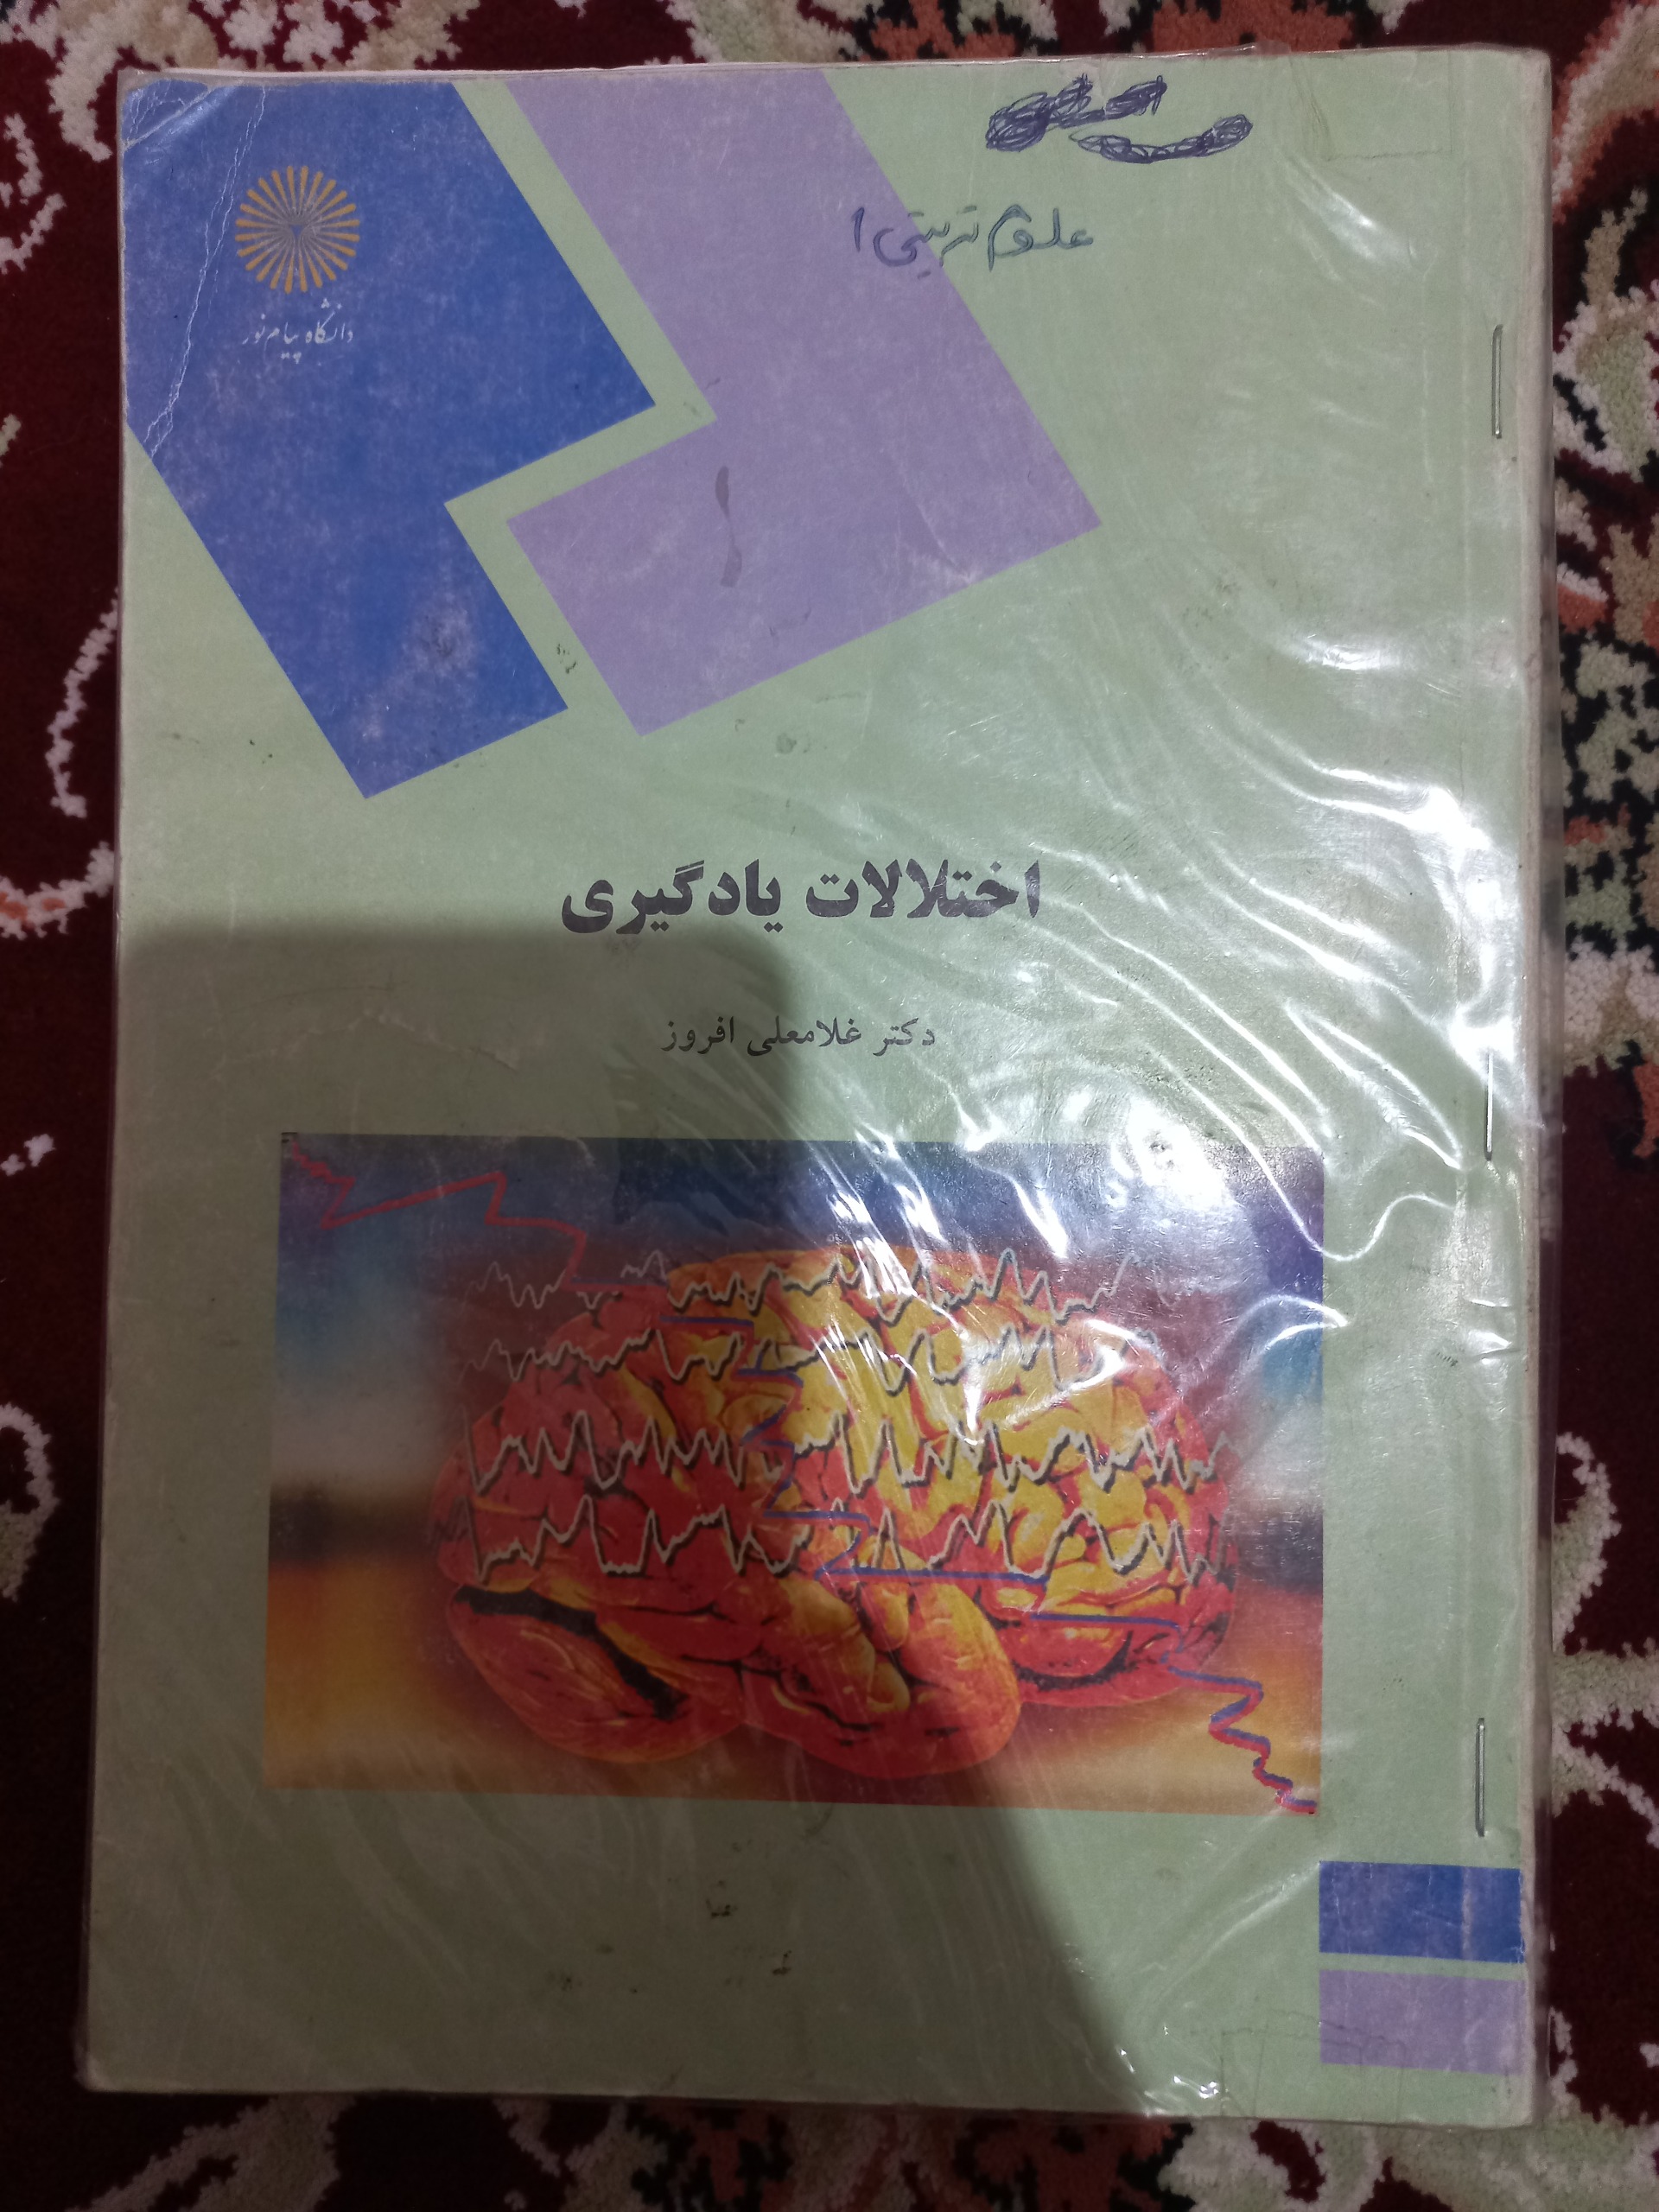 علوم تربیتی ۱
دانشگاه پیام نور
اختلالات یادگیری
دکتر غلامعلی افروز